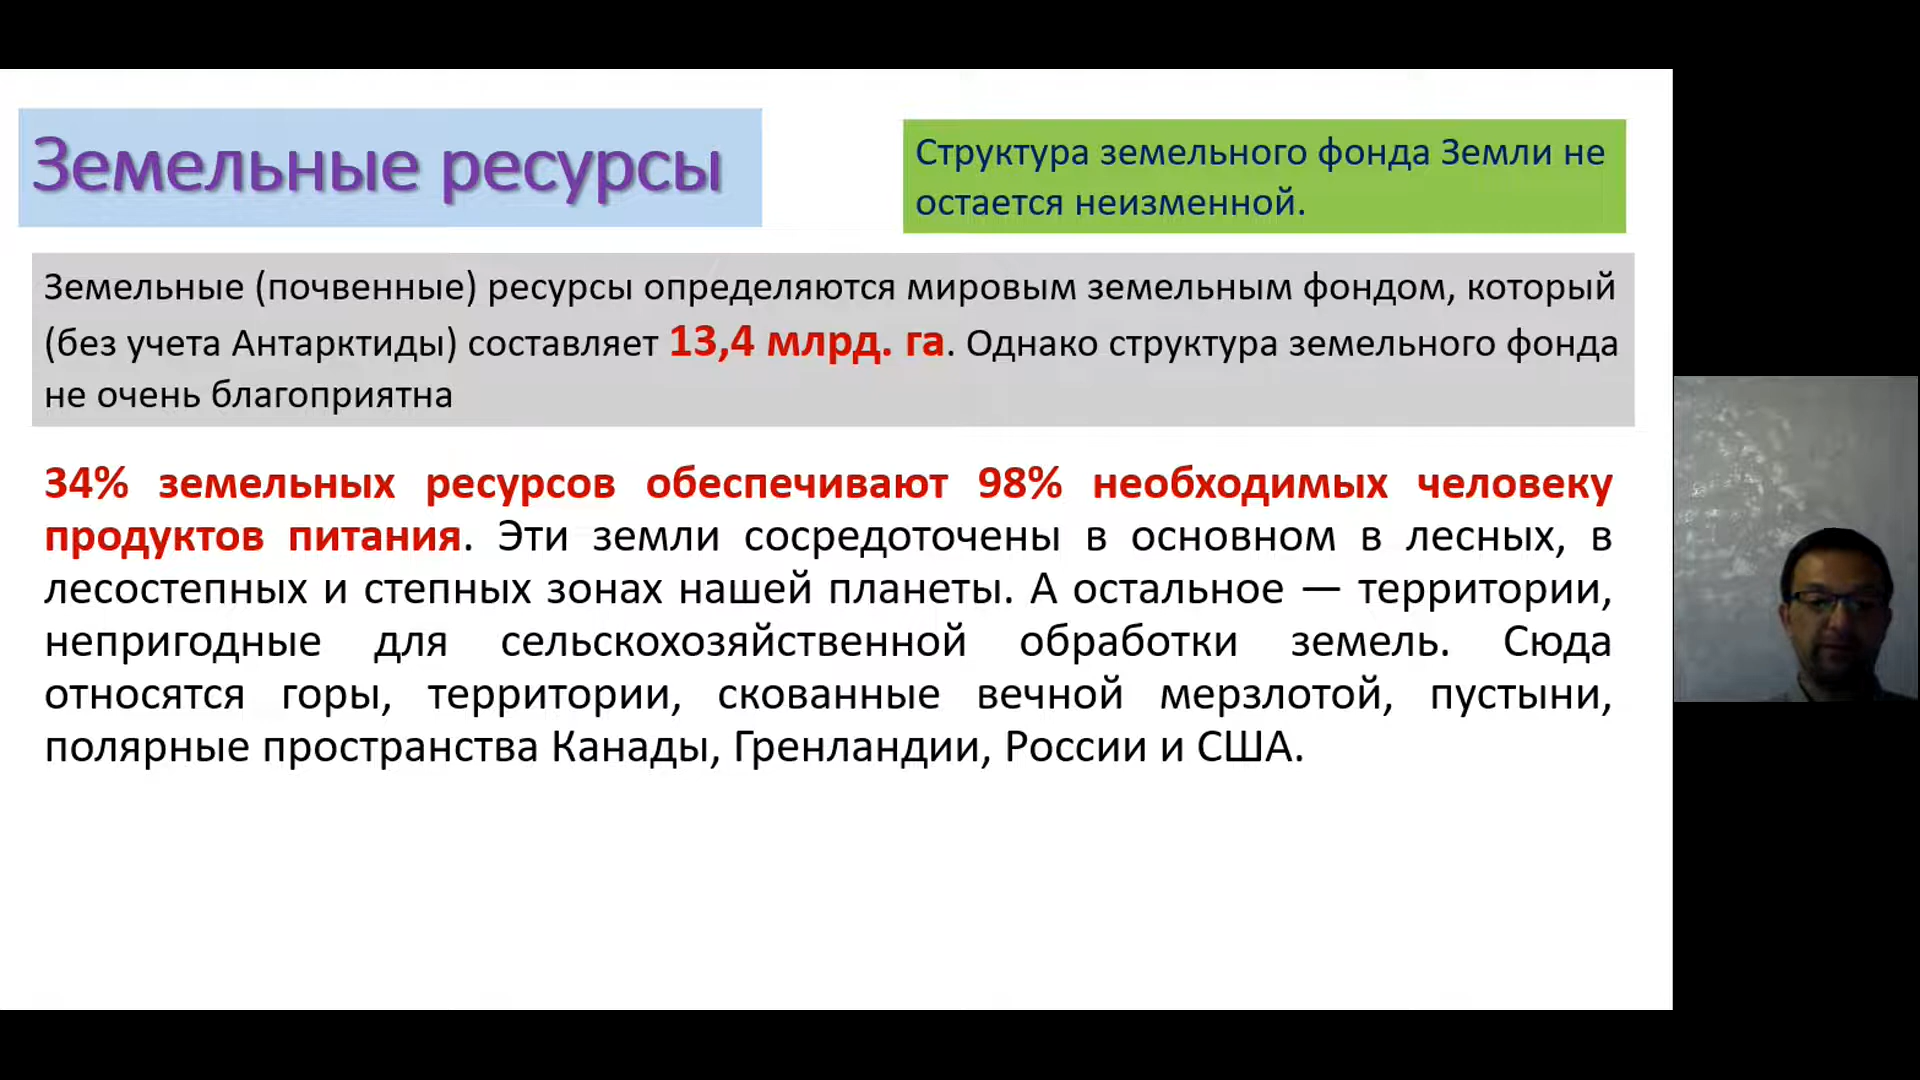 Земельные ресурсы
Структура земельного фонда Земли не
остается неизменной.
Земельные (почвенные) ресурсы определяются мировым земельным фондом, который
(без учета Антарктиды) составляет 13,4 млрд. га. Однако структура земельного фонда
не очень благоприятна
34% земельных ресурсов обеспечивают 98% необходимых человеку
продуктов питания. Эти земли сосредоточены в основном в лесных, в
лесостепных и степных зонах нашей планеты. А остальное — территории,
непригодные для сельскохозяйственной обработки земель. Сюда
относятся горы, территории, скованные вечной мерзлотой, пустыни,
полярные пространства Канады, Гренландии, России и США.